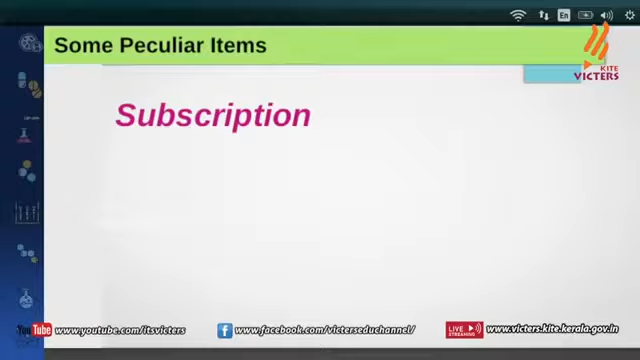 En
Some Peculiar Items
KITE
VICTERS
Subscription
YouTube www.youtube.com/itsvicters
f www.facebook.com/victerseduchannel/
LIVE STREAMING www.victers.kite.kerala.gov.in